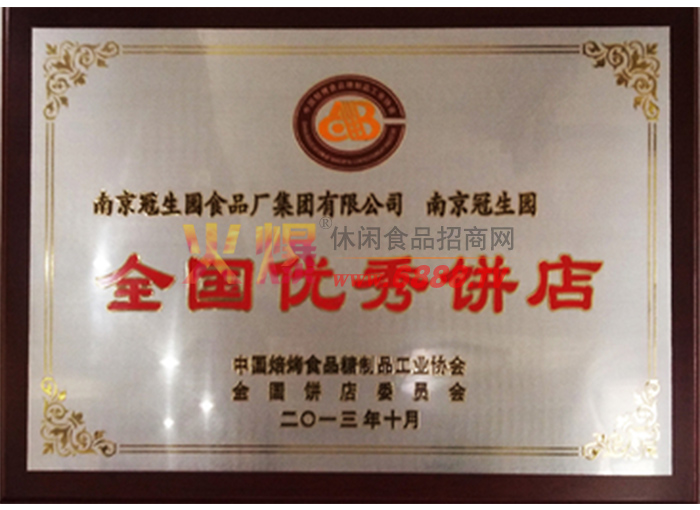 南京冠生园食品厂集团有限公司 南京冠生园
火爆®休闲食品招商网
全国优秀饼店
中国焙烤食品糖制品工业协会
全国饼店委员会
二〇一三年十月